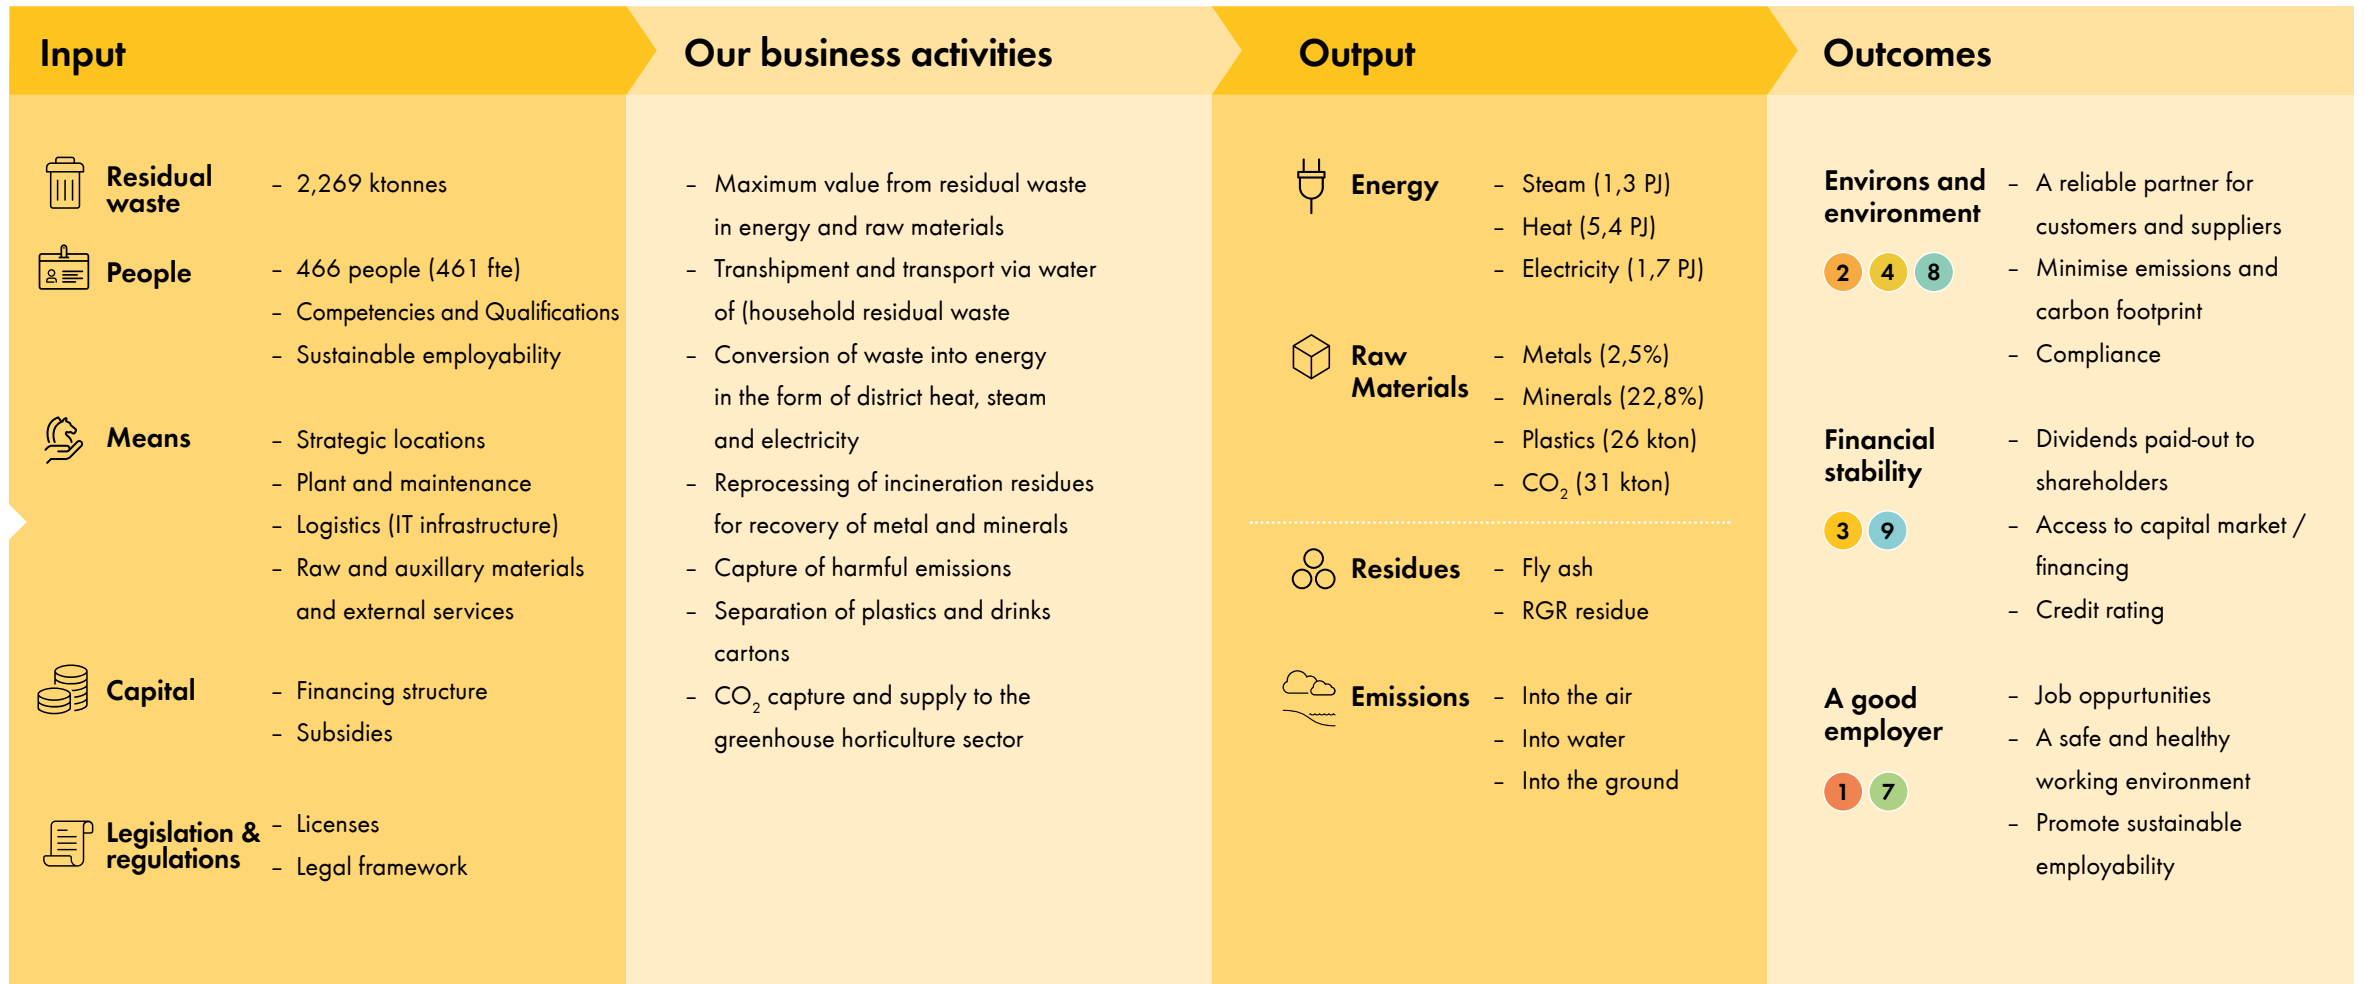 Input
Residual
waste
– 2,269 ktonnes
People
– 466 people (461 fte)
– Competencies and Qualifications
– Sustainable employability
Means
– Strategic locations
– Plant and maintenance
– Logistics (IT infrastructure)
– Raw and auxillary materials
and external services
Capital
– Financing structure
– Subsidies
Legislation &
regulations
– Licenses
– Legal framework
Our business activities
– Maximum value from residual waste
in energy and raw materials
– Transhipment and transport via water
of (household residual waste
– Conversion of waste into energy
in the form of district heat, steam
and electricity
– Reprocessing of incineration residues
for recovery of metal and minerals
– Capture of harmful emissions
– Separation of plastics and drinks
cartons
– CO₂ capture and supply to the
greenhouse horticulture sector
Output
Energy
– Steam (1,3 PJ)
– Heat (5,4 PJ)
– Electricity (1,7 PJ)
Raw
Materials
– Metals (2,5%)
– Minerals (22,8%)
– Plastics (26 kton)
– CO₂ (31 kton)
Residues
– Fly ash
– RGR residue
Emissions
– Into the air
– Into water
– Into the ground
Outcomes
Environs and
environment
2 4 8
– A reliable partner for
customers and suppliers
– Minimise emissions and
carbon footprint
– Compliance
Financial
stability
3 9
– Dividends paid-out to
shareholders
– Access to capital market /
financing
– Credit rating
A good
employer
1 7
– Job oppurtunities
– A safe and healthy
working environment
– Promote sustainable
employability